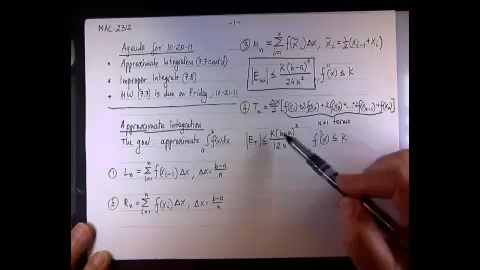 MAC 2312
-1-
Agenda for 10-20-11
* Approximate Integration (7.7 cont'd)
* Improper Integrals (7.8)
* HW (7.7) is due on Friday, 10-21-11
Approximate Integration
The goal: approximate ∫_a^b f(x)dx
① L_n = Σ_{i=1}^n f(x_{i-1}) Δx, Δx = (b-a)/n
② R_n = Σ_{i=1}^n f(x_i) Δx, Δx = (b-a)/n
③ M_n = Σ_{i=1}^n f(x̄_i) Δx, x̄_i = ½(x_{i-1}+x_i)
|E_M| ≤ K(b-a)³/24n², f''(x) ≤ K
④ T_n = Δx/2 [f(x_0)+2f(x_1)+2f(x_2)+...+2f(x_{n-1})+f(x_n)]
n+1 terms
|E_T| ≤ K(b-a)³/12n f''(x) ≤ K